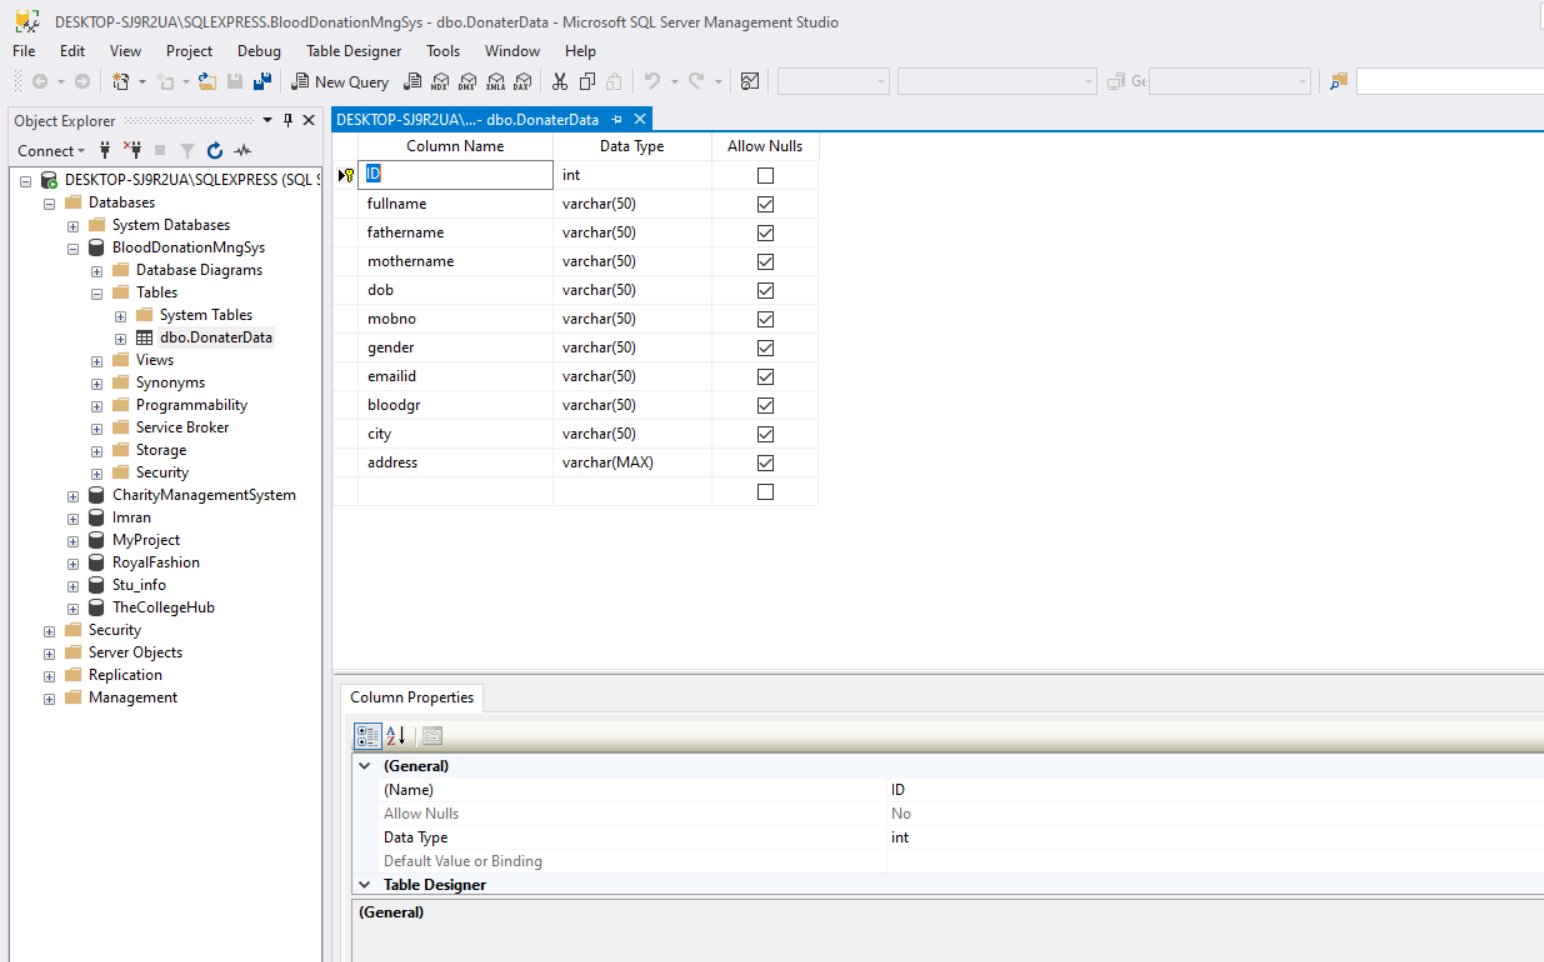 DESKTOP-SJ9R2UA\SQLEXPRESS.BloodDonationMngSys - dbo.DonaterData - Microsoft SQL Server Management Studio
File Edit View Project Debug Table Designer Tools Window Help
New Query MDX DMX XMLA DAX Ge
Object Explorer
Connect
DESKTOP-SJ9R2UA\SQLEXPRESS (SQL S
Databases
System Databases
BloodDonationMngSys
Database Diagrams
Tables
System Tables
dbo.DonaterData
Views
Synonyms
Programmability
Service Broker
Storage
Security
CharityManagementSystem
Imran
MyProject
RoyalFashion
Stu_info
TheCollegeHub
Security
Server Objects
Replication
Management
DESKTOP-SJ9R2UA\...- dbo.DonaterData
Column Name Data Type Allow Nulls
ID int
fullname varchar(50)
fathername varchar(50)
mothername varchar(50)
dob varchar(50)
mobno varchar(50)
gender varchar(50)
emailid varchar(50)
bloodgr varchar(50)
city varchar(50)
address varchar(MAX)
Column Properties
A
Z
(General)
(Name) ID
Allow Nulls No
Data Type int
Default Value or Binding
Table Designer
(General)